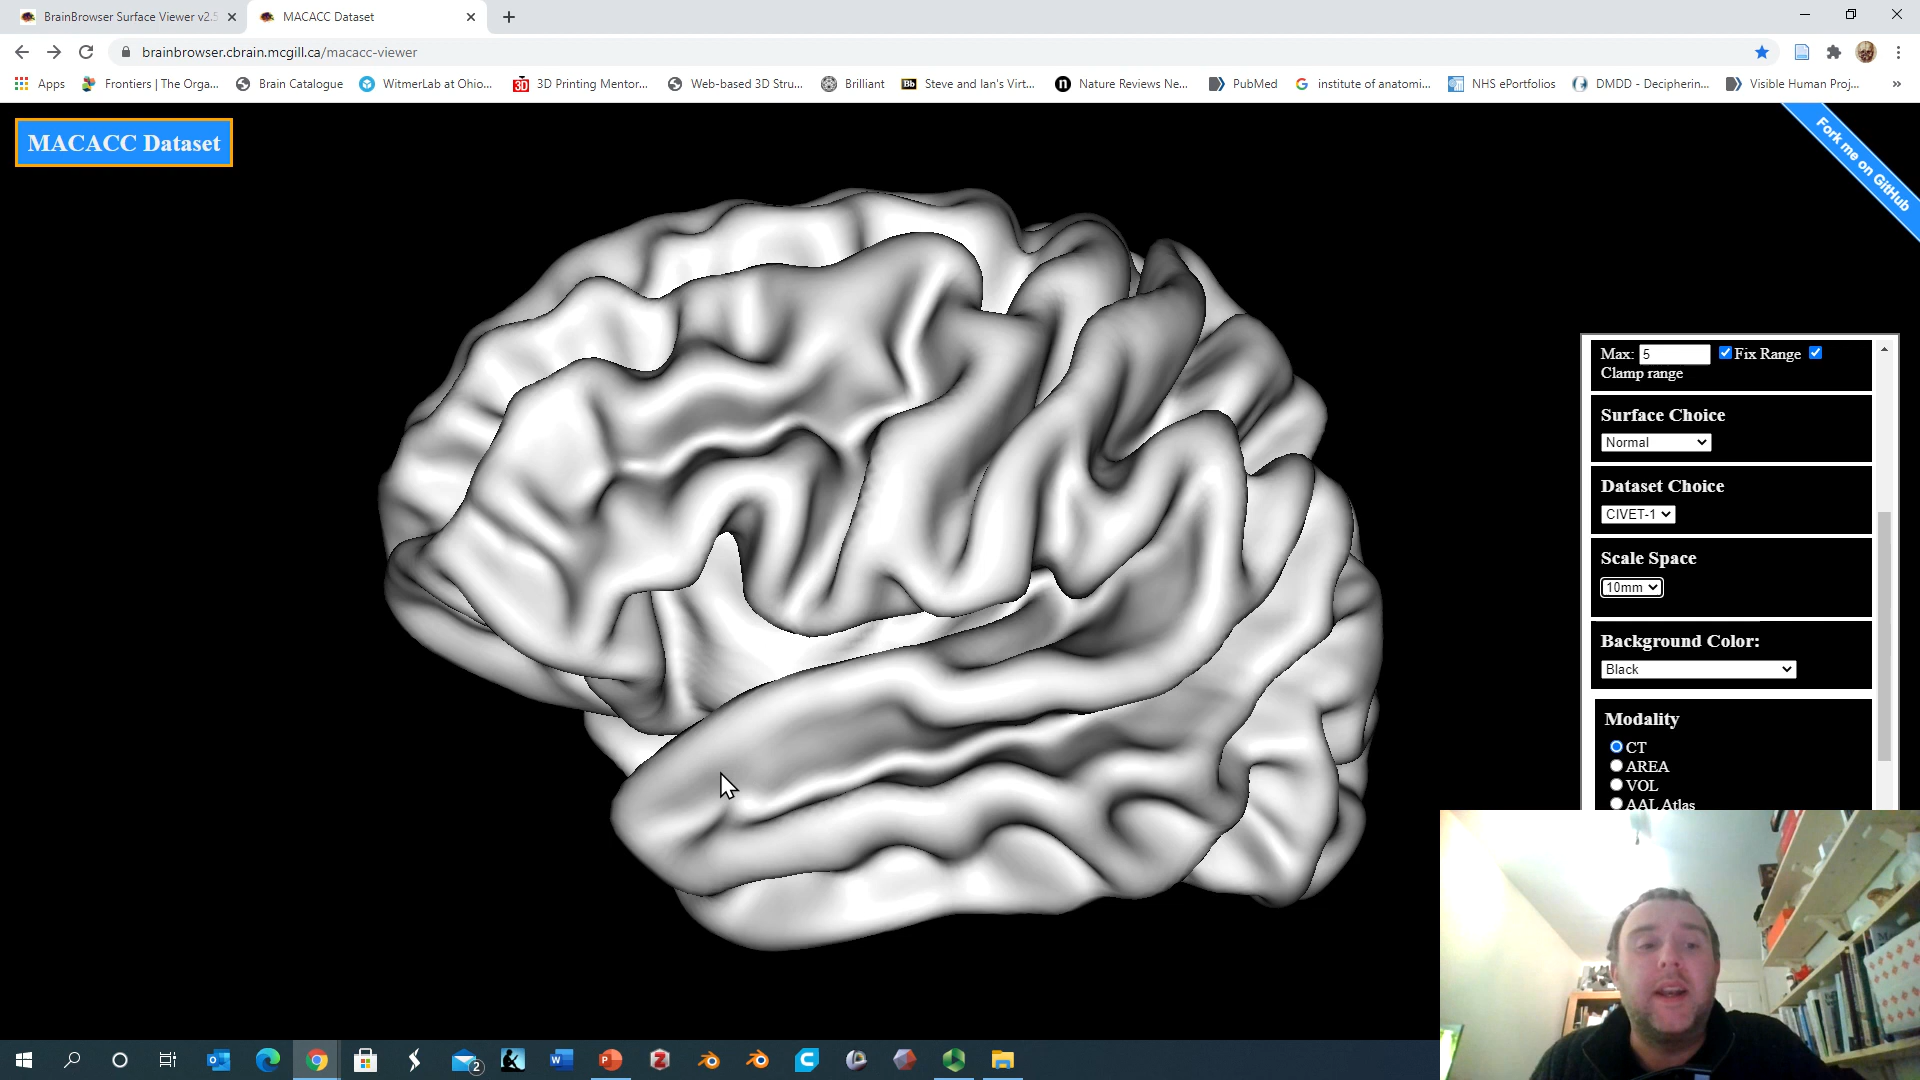 BrainBrowser Surface Viewer v2.5
MACACC Dataset
brainbrowser.cbrain.mcgill.ca/macacc-viewer
Apps
Frontiers | The Orga...
Brain Catalogue
WitmerLab at Ohio...
3D Printing Mentor...
Web-based 3D Stru...
Brilliant
Bb Steve and Ian's Virt...
Nature Reviews Ne...
PubMed
institute of anatomi...
NHS ePortfolios
DMDD - Decipherin...
Visible Human Proj...
MACACC Dataset
Fork me on GitHub
Max: 5 Fix Range
Clamp range
Surface Choice
Normal
Dataset Choice
CIVET-1
Scale Space
10mm
Background Color:
Black
Modality
CT
AREA
VOL
AAL Atlas
2